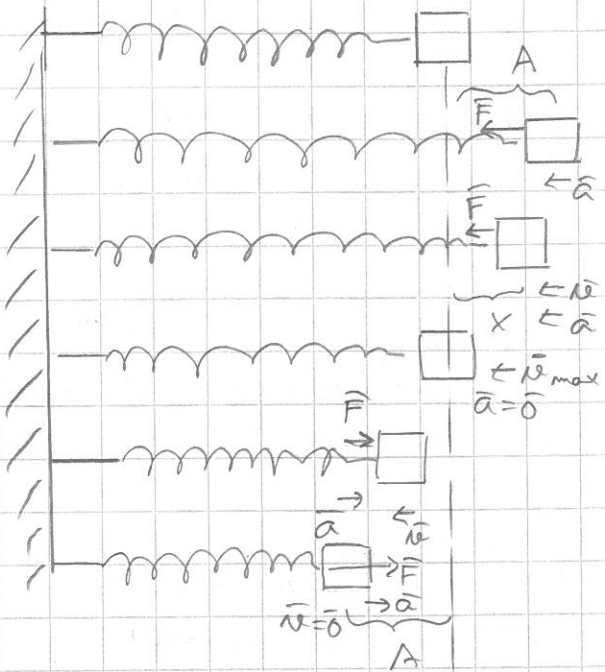 A
F̄
← ā
F̄
← v̄
x ← ā
← v̄ max
ā = 0̄
F̄
ā ← v̄
F̄
v̄ = 0̄ → ā
A